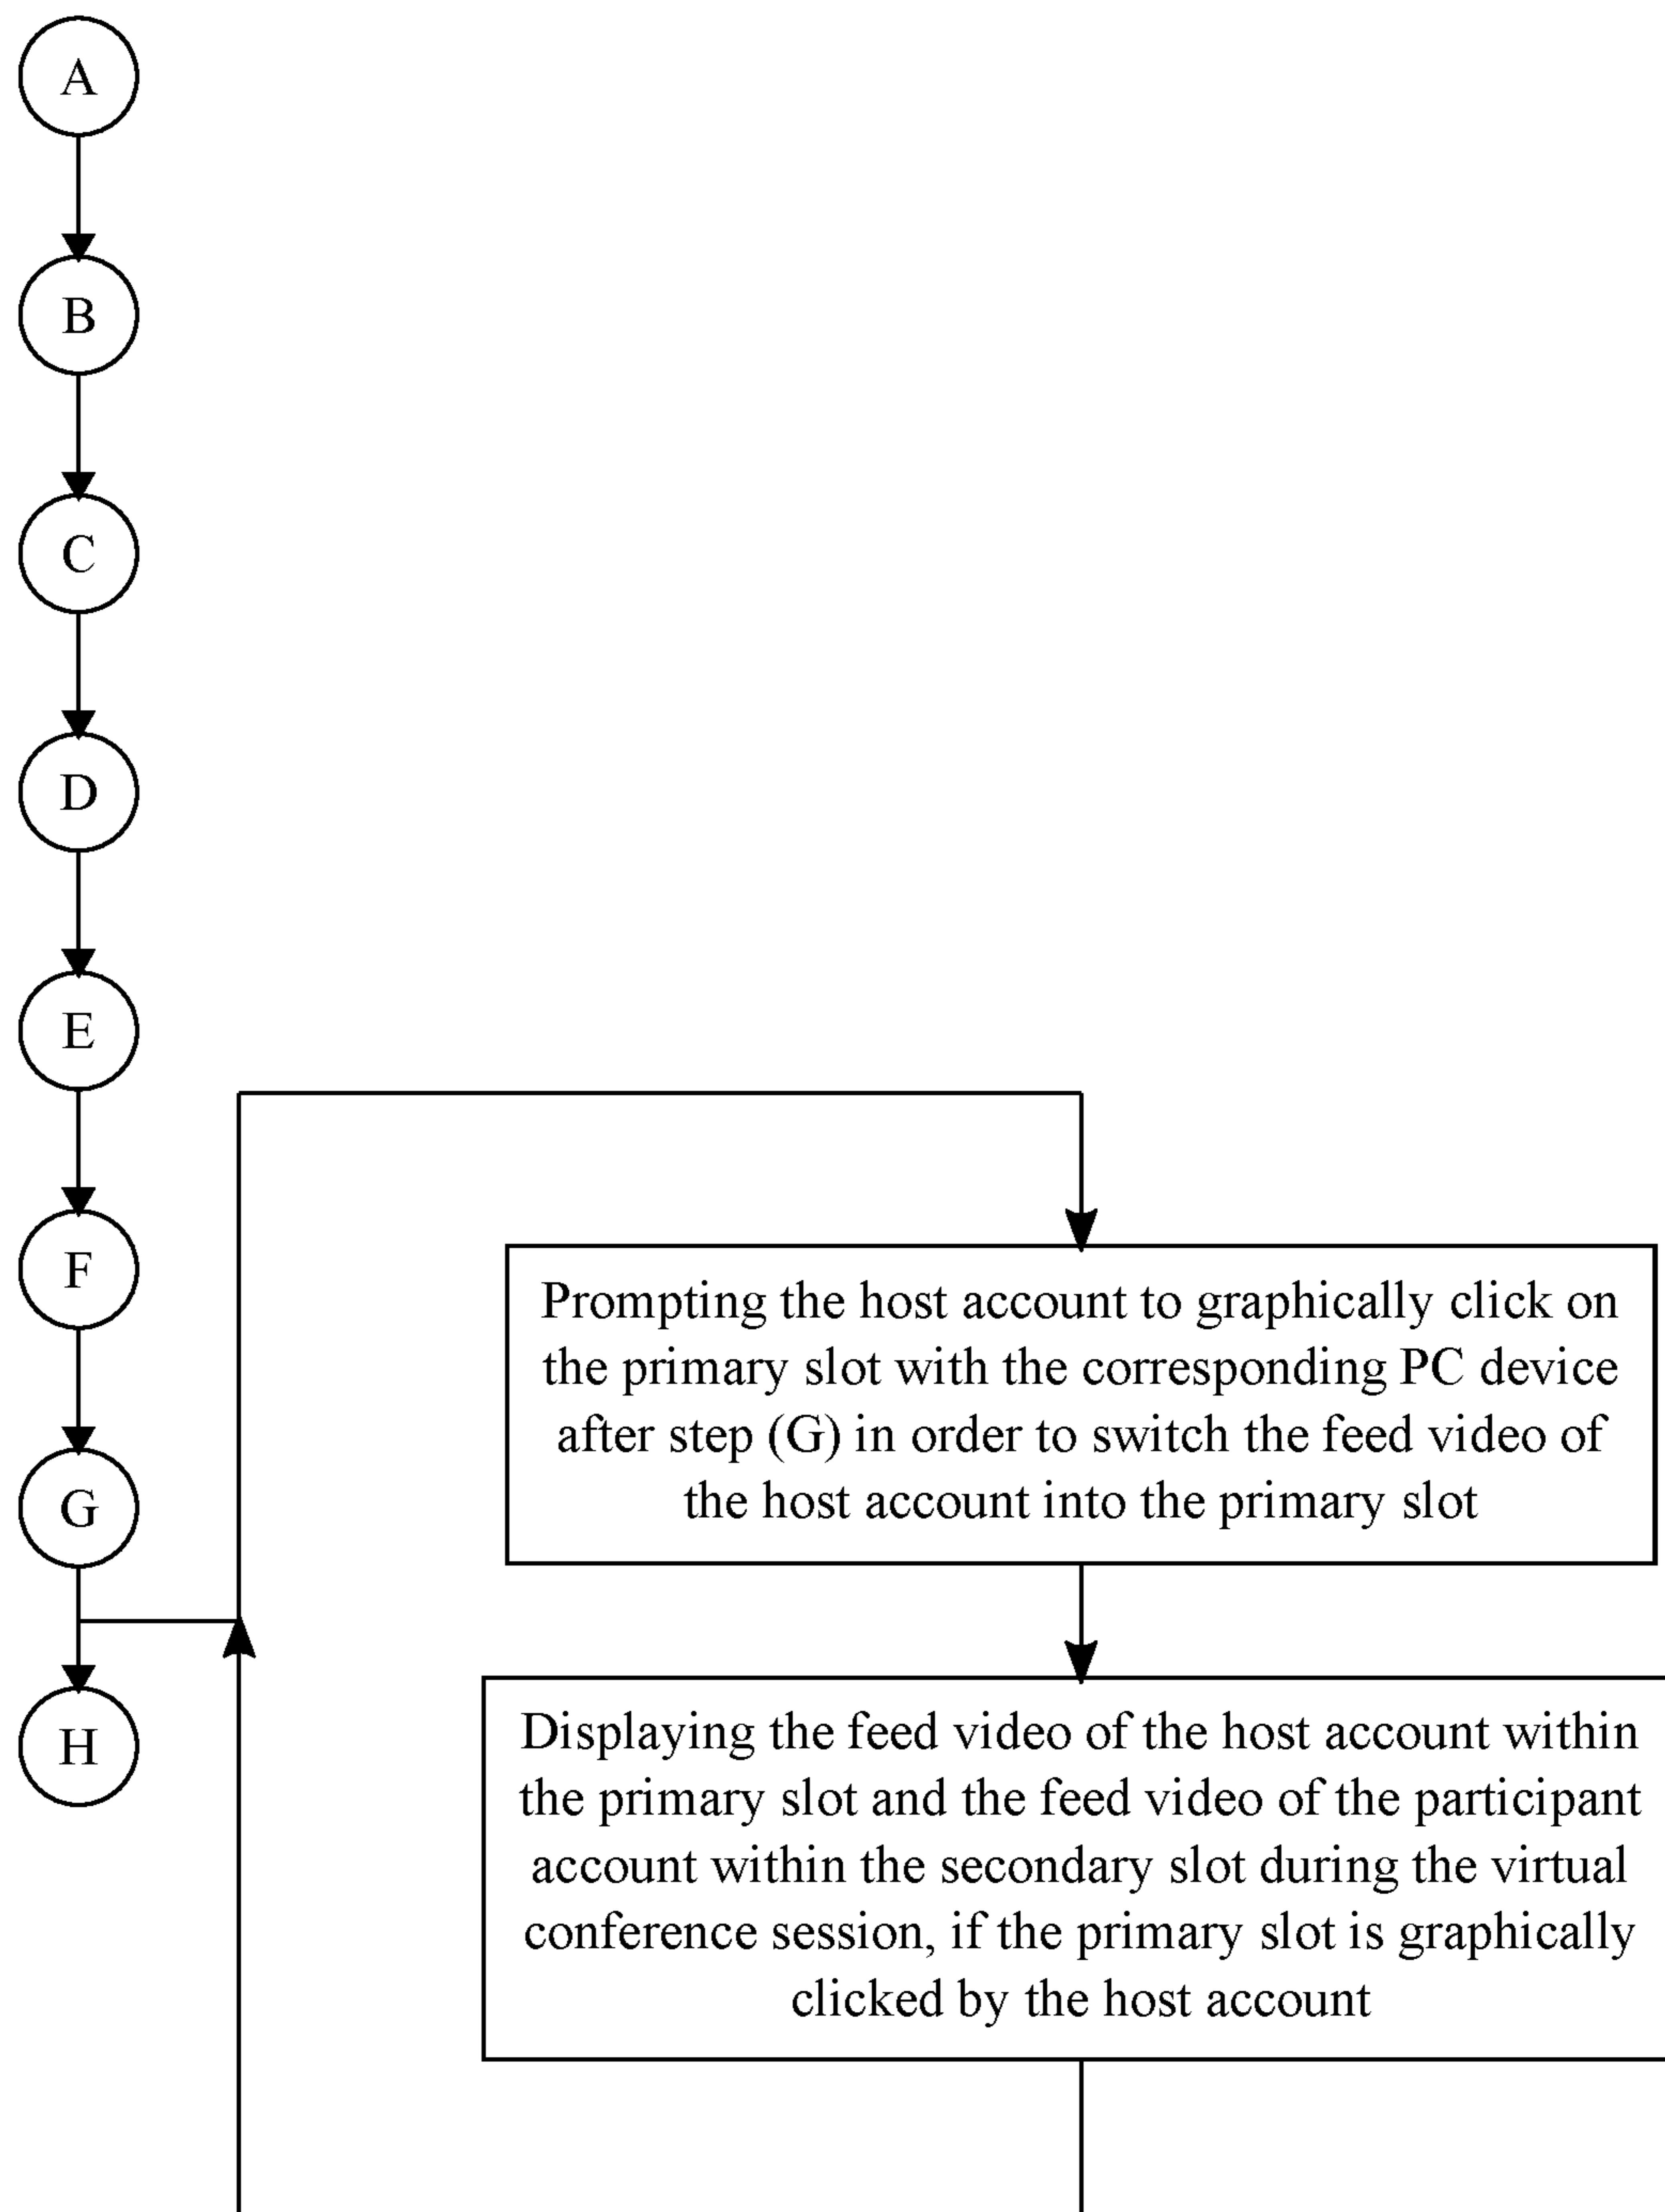 A
B
C
D
E
F
G
H
Prompting the host account to graphically click on
the primary slot with the corresponding PC device
after step (G) in order to switch the feed video of
the host account into the primary slot
Displaying the feed video of the host account within
the primary slot and the feed video of the participant
account within the secondary slot during the virtual
conference session, if the primary slot is graphically
clicked by the host account